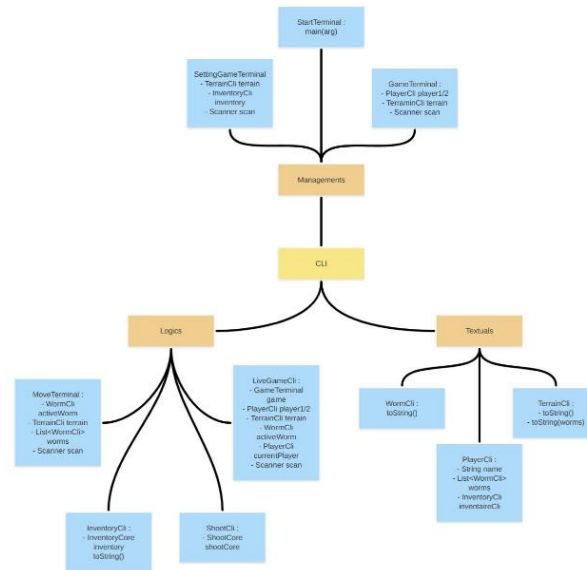 StartTerminal :
main(arg)
SettingGameTerminal
- TerrainCli terrain
- InventoryCli
inventory
- Scanner scan
GameTerminal :
- PlayerCli player1/2
- TerraminCli terrain
- Scanner scan
Managements
CLI
Logics
Textuals
MoveTerminal :
- WormCli
activeWorm
- TerrainCli terrain
- List<WormCli>
worms
- Scanner scan
LiveGameCli :
- GameTerminal
game
- PlayerCli player1/2
- TerrainCli terrain
- WormCli
activeWorm
- PlayerCli
currentPlayer
- Scanner scan
WormCli :
toString()
TerrainCli :
- toString()
- toString(worms)
PlayerCli :
- String name
- List<WormCli>
worms
- InventoryCli
inventaireCli
InventoryCli :
- InventoryCore
inventory
toString()
ShootCli :
- ShootCore
shootCore